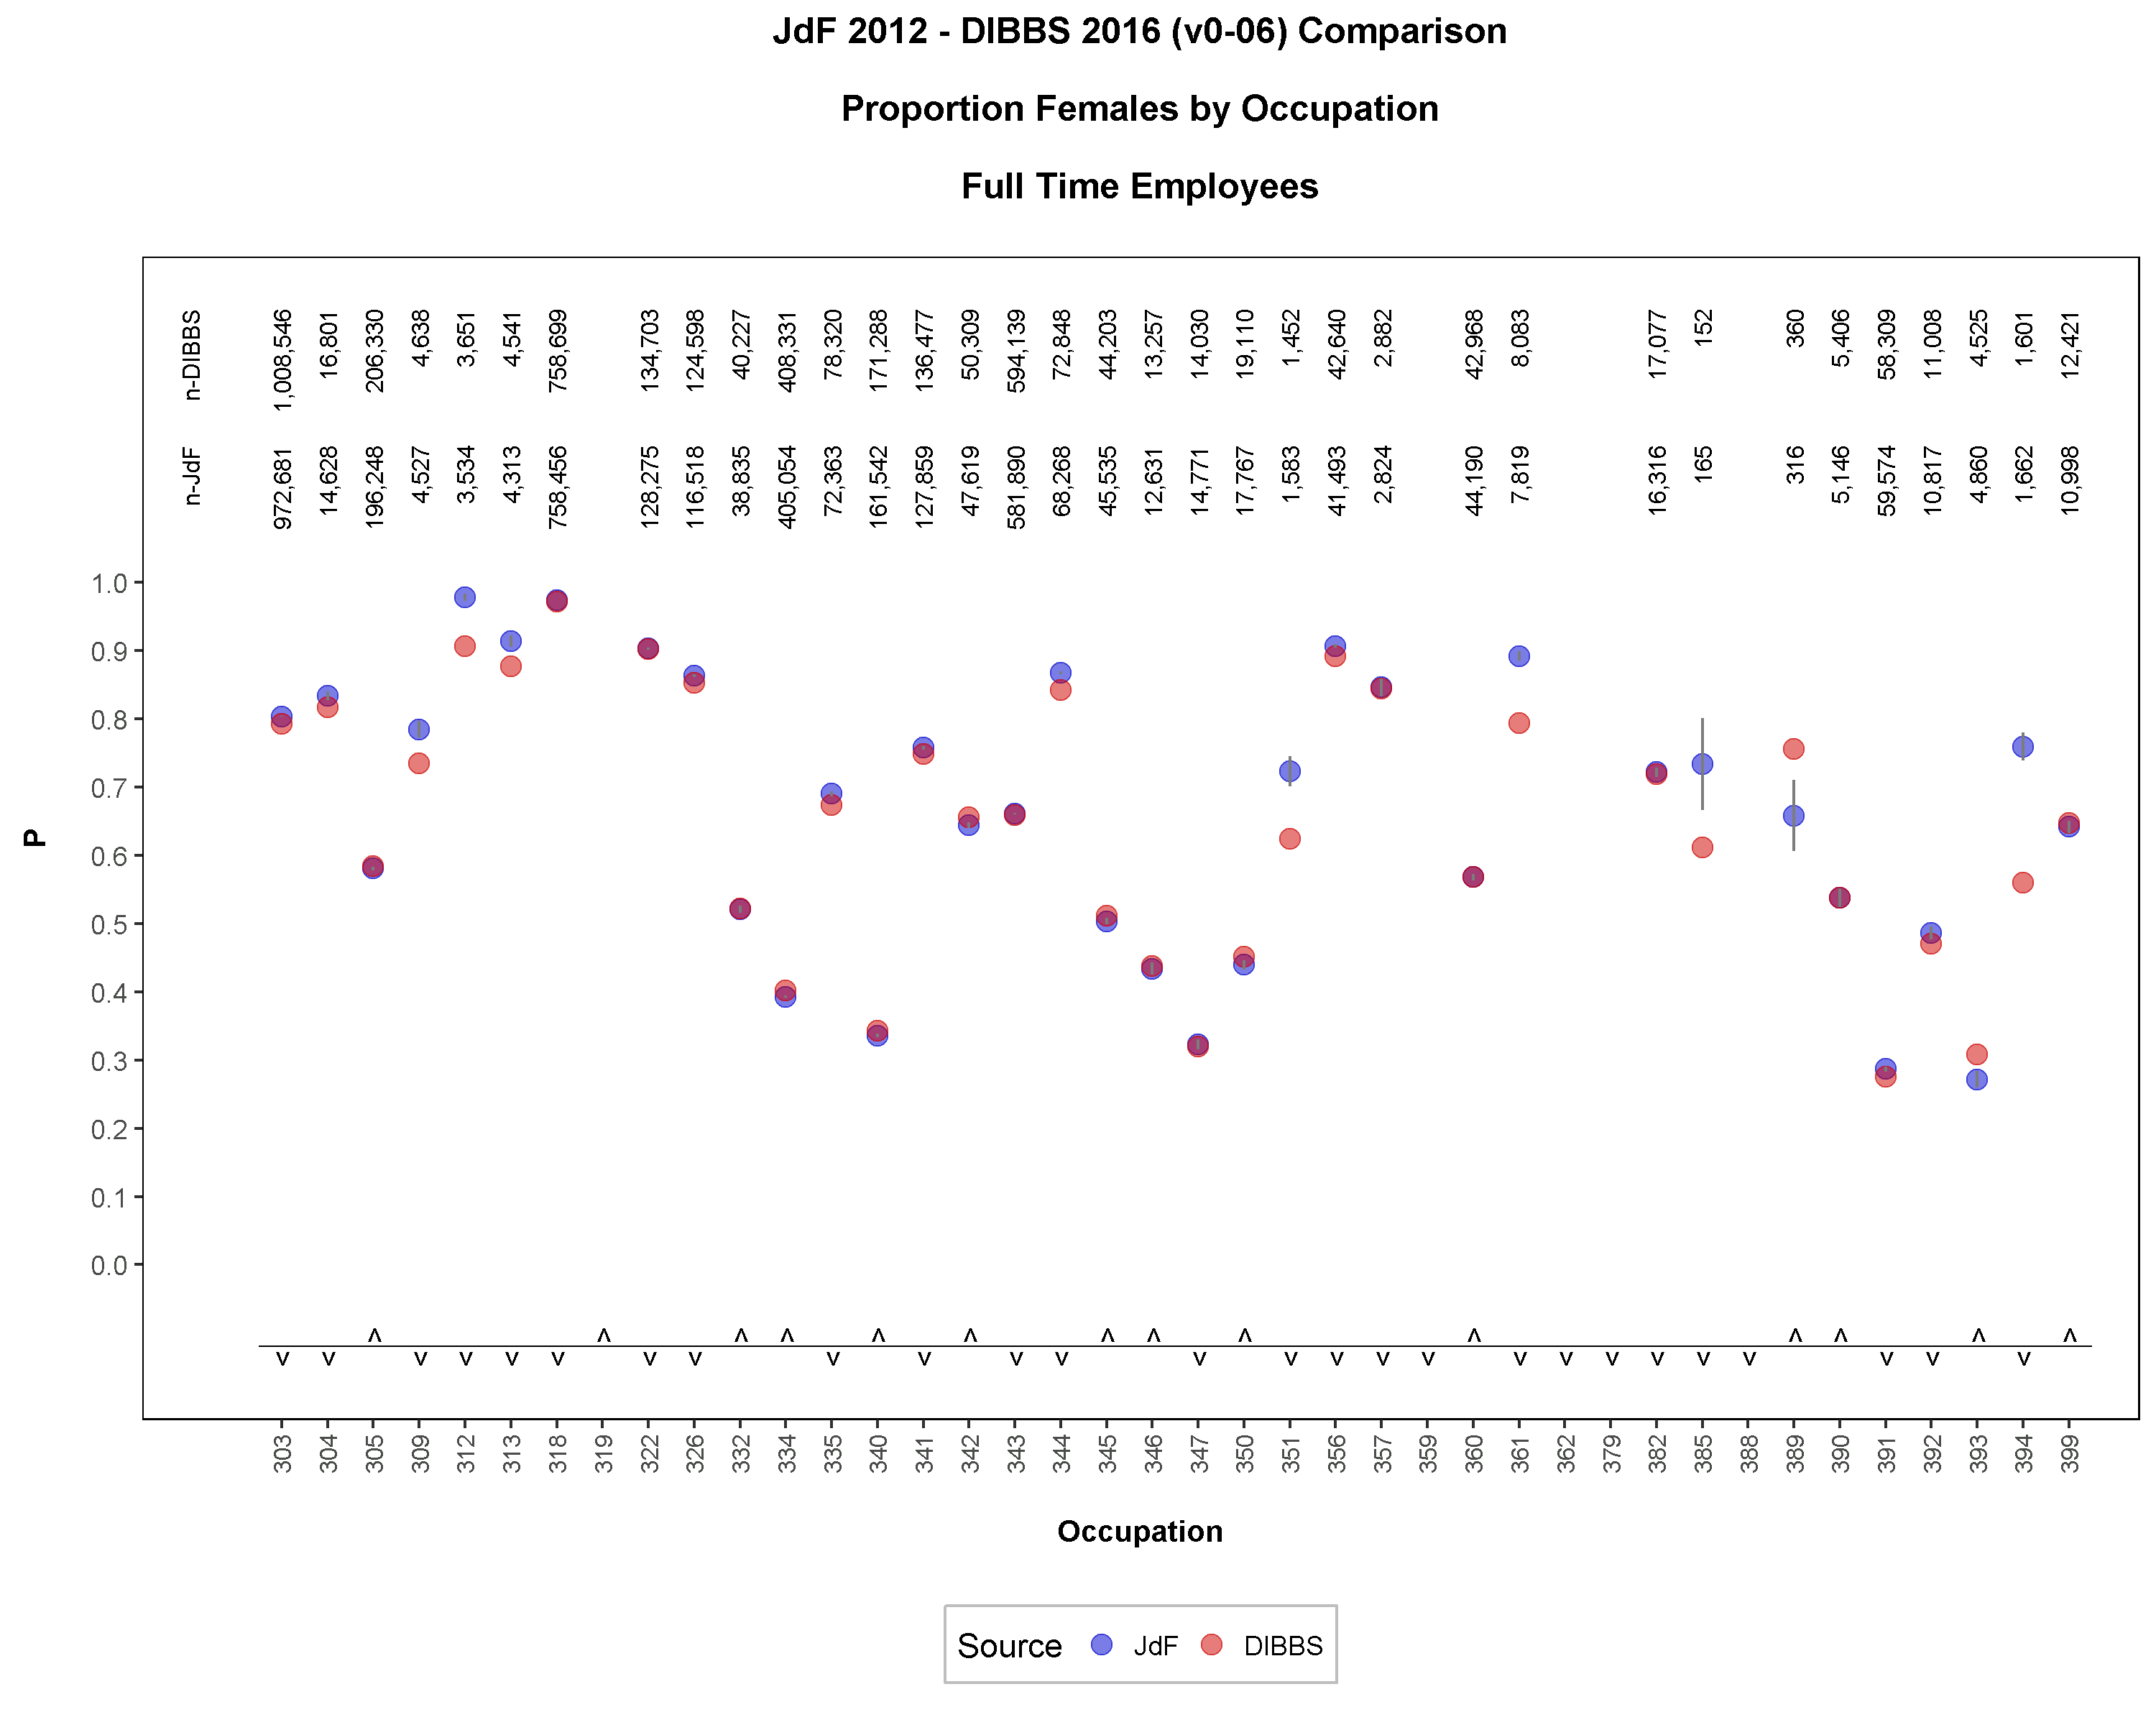 JdF 2012 - DIBBS 2016 (v0-06) Comparison
Proportion Females by Occupation
Full Time Employees
n-DIBBS 1,008,546 16,801 206,330 4,638 3,651 4,541 758,699 134,703 124,598 40,227 408,331 78,320 171,288 136,477 50,309 594,139 72,848 44,203 13,257 14,030 19,110 1,452 42,640 2,882 42,968 8,083 17,077 152 360 5,406 58,309 11,008 4,525 1,601 12,421
n-JdF 972,681 14,628 196,248 4,527 3,534 4,313 758,456 128,275 116,518 38,835 405,054 72,363 161,542 127,859 47,619 581,890 68,268 45,535 12,631 14,771 17,767 1,583 41,493 2,824 44,190 7,819 16,316 165 316 5,146 59,574 10,817 4,860 1,662 10,998
1.0
0.9
0.8
0.7
0.6
0.5
0.4
0.3
0.2
0.1
0.0
P
^ ^ ^ ^ ^ ^ ^ ^ ^ ^ ^ ^ ^ ^
v v v v v v v v v v v v v v v v v v v v v v v v v v
303 304 305 309 312 313 318 319 322 326 332 334 335 340 341 342 343 344 345 346 347 350 351 356 357 359 360 361 362 379 382 385 388 389 390 391 392 393 394 399
Occupation
Source JdF DIBBS